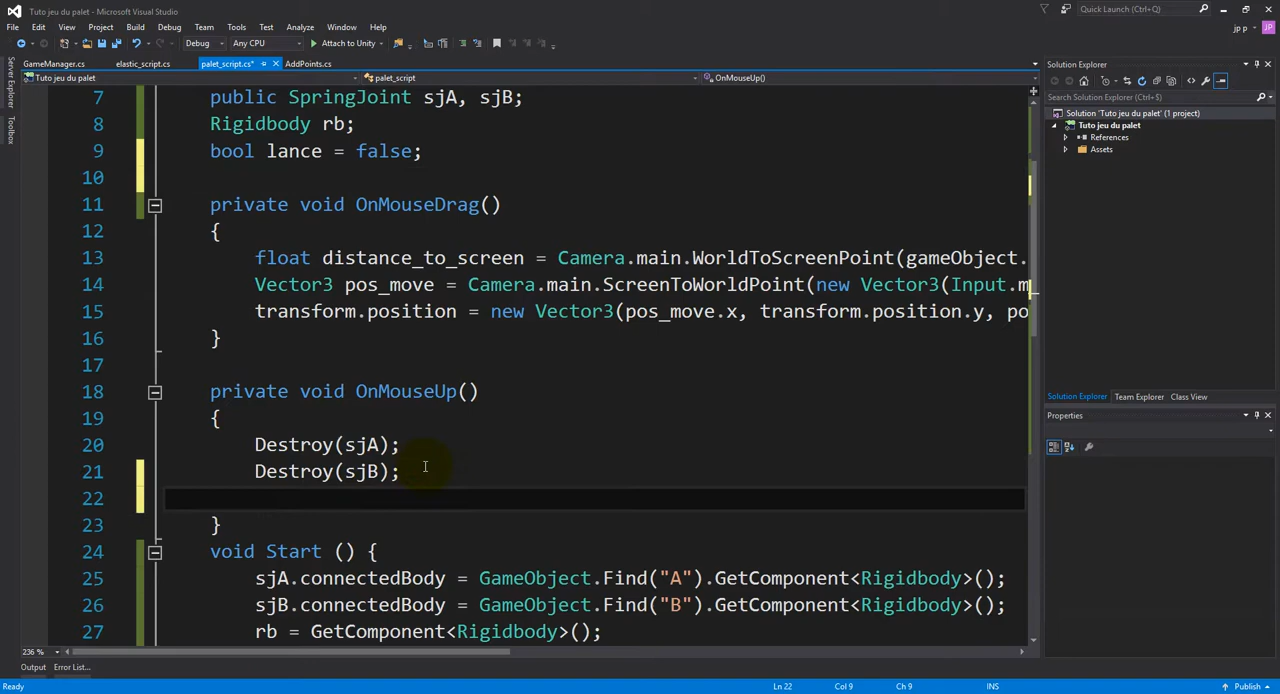 Tuto jeu du palet - Microsoft Visual Studio
Quick Launch (Ctrl+Q)
File Edit View Project Build Debug Team Tools Test Analyze Window Help
jp p
JP
Debug Any CPU Attach to Unity
GameManager.cs elastic_script.cs palet_script.cs* AddPoints.cs
Tuto jeu du palet palet_script OnMouseUp()
Server Explorer
Toolbox
7 public SpringJoint sjA, sjB;
8 Rigidbody rb;
9 bool lance = false;
10
11 private void OnMouseDrag()
12 {
13 float distance_to_screen = Camera.main.WorldToScreenPoint(gameObject.
14 Vector3 pos_move = Camera.main.ScreenToWorldPoint(new Vector3(Input.m
15 transform.position = new Vector3(pos_move.x, transform.position.y, po
16 }
17
18 private void OnMouseUp()
19 {
20 Destroy(sjA);
21 Destroy(sjB);
22
23 }
24 void Start () {
25 sjA.connectedBody = GameObject.Find("A").GetComponent<Rigidbody>();
26 sjB.connectedBody = GameObject.Find("B").GetComponent<Rigidbody>();
27 rb = GetComponent<Rigidbody>();
236 %
Solution Explorer
Search Solution Explorer (Ctrl+$)
Solution 'Tuto jeu du palet' (1 project)
Tuto jeu du palet
References
Assets
Solution Explorer Team Explorer Class View
Properties
Output Error List...
Ready Ln 22 Col 9 Ch 9 INS Publish